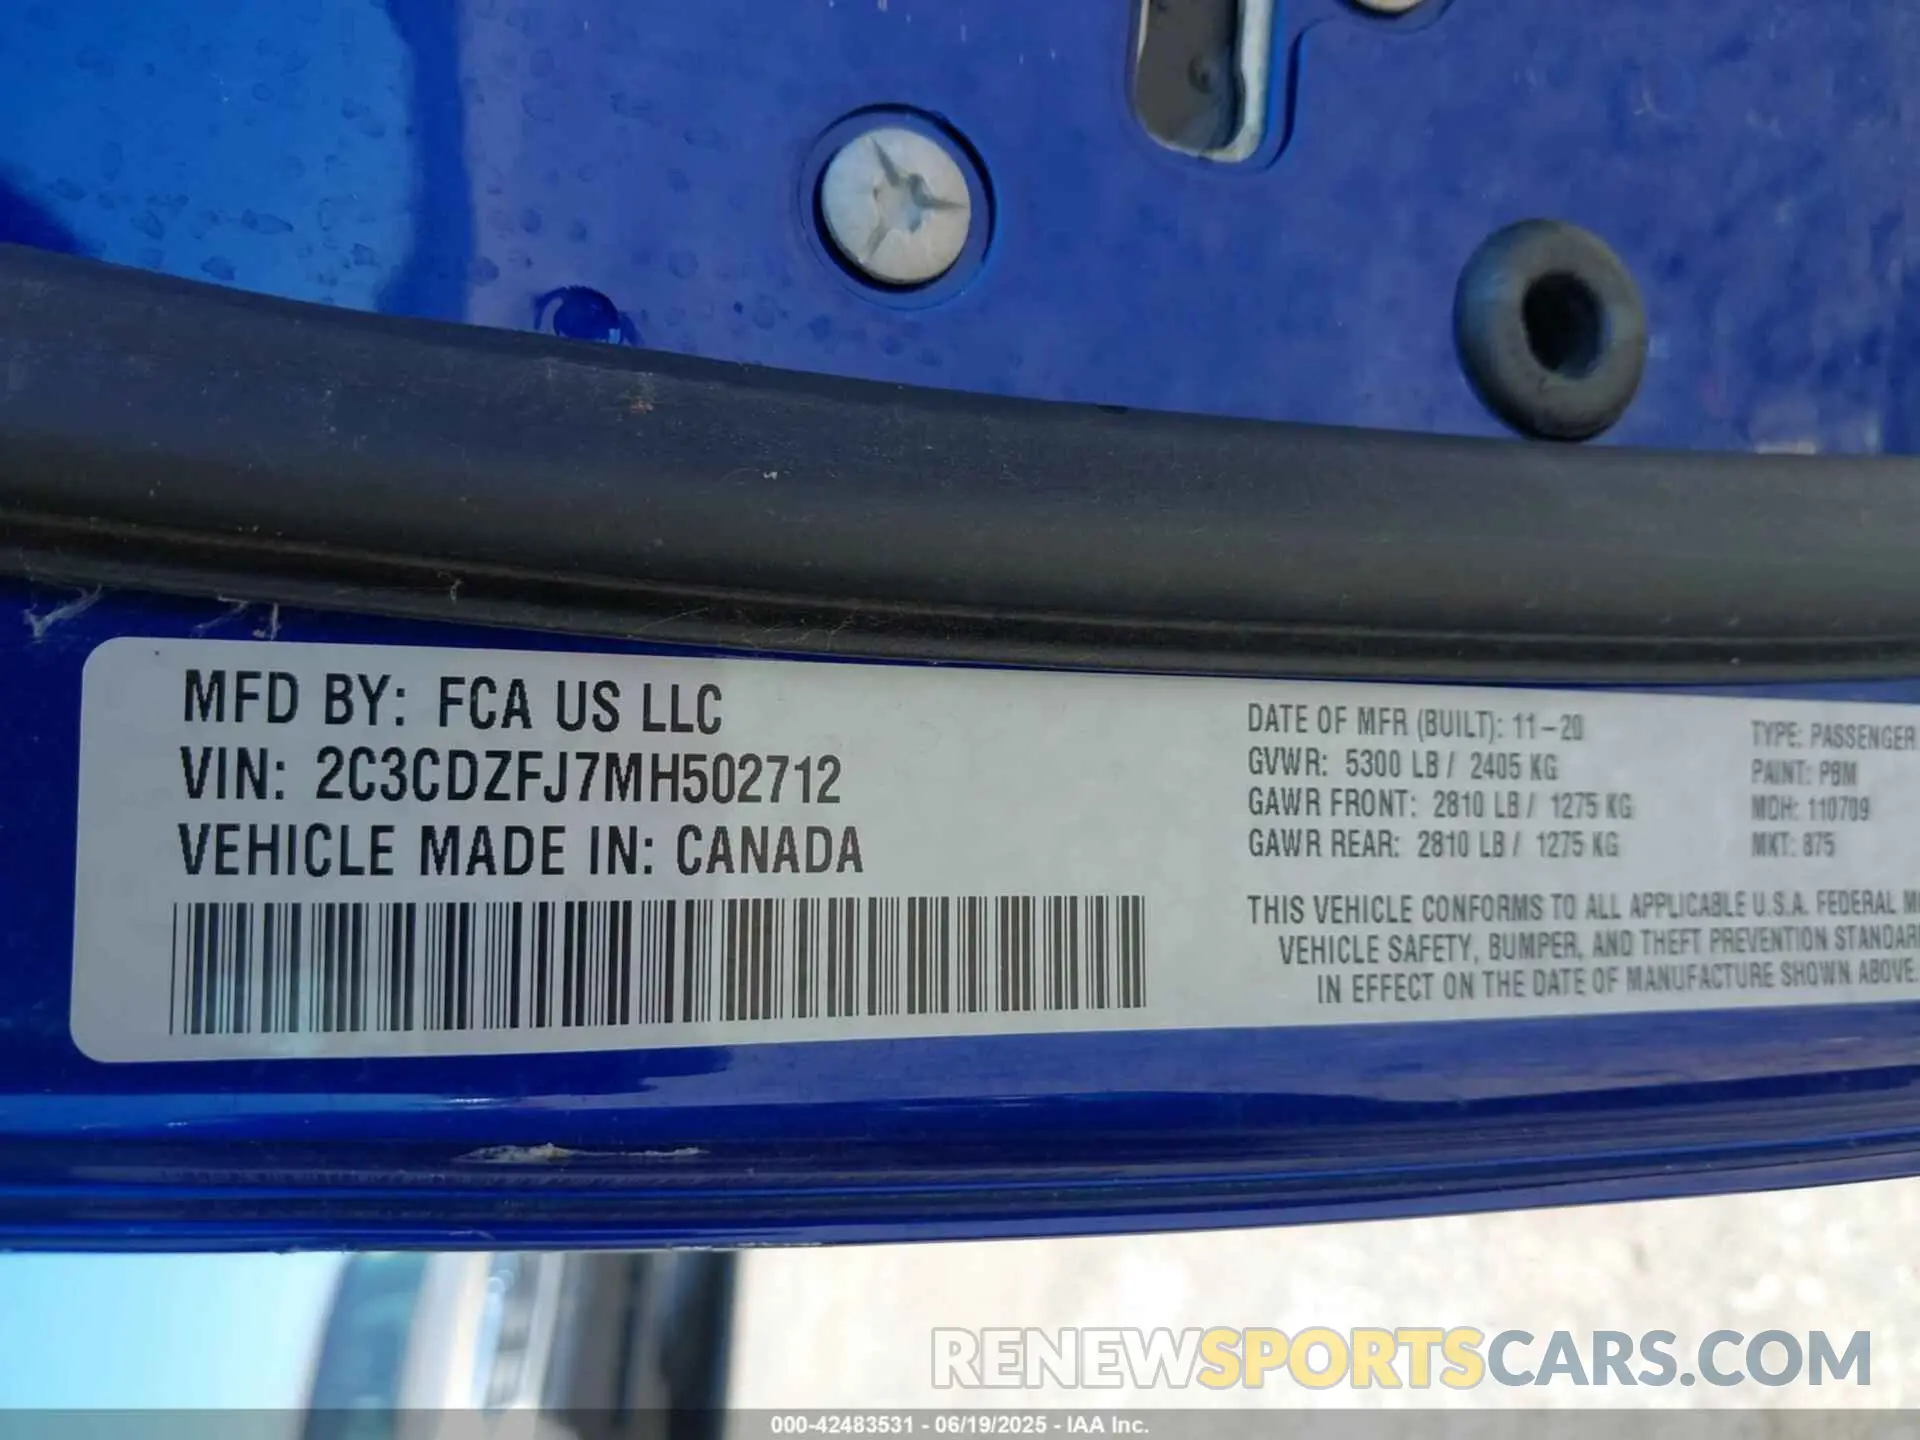 MFD BY: FCA US LLC
VIN: 2C3CDZFJ7MH502712
VEHICLE MADE IN: CANADA
DATE OF MFR (BUILT): 11-20
GVWR: 5300 LB / 2405 KG
GAWR FRONT: 2810 LB / 1275 KG
GAWR REAR: 2810 LB / 1275 KG
TYPE: PASSENGER
PAINT: PBM
MDH: 110709
MKT: 875
THIS VEHICLE CONFORMS TO ALL APPLICABLE U.S.A. FEDERAL
VEHICLE SAFETY, BUMPER, AND THEFT PREVENTION STANDAR
IN EFFECT ON THE DATE OF MANUFACTURE SHOWN ABOVE.
RENEWSPORTSCARS.COM
000-42483531 - 06/19/2025 - IAA Inc.